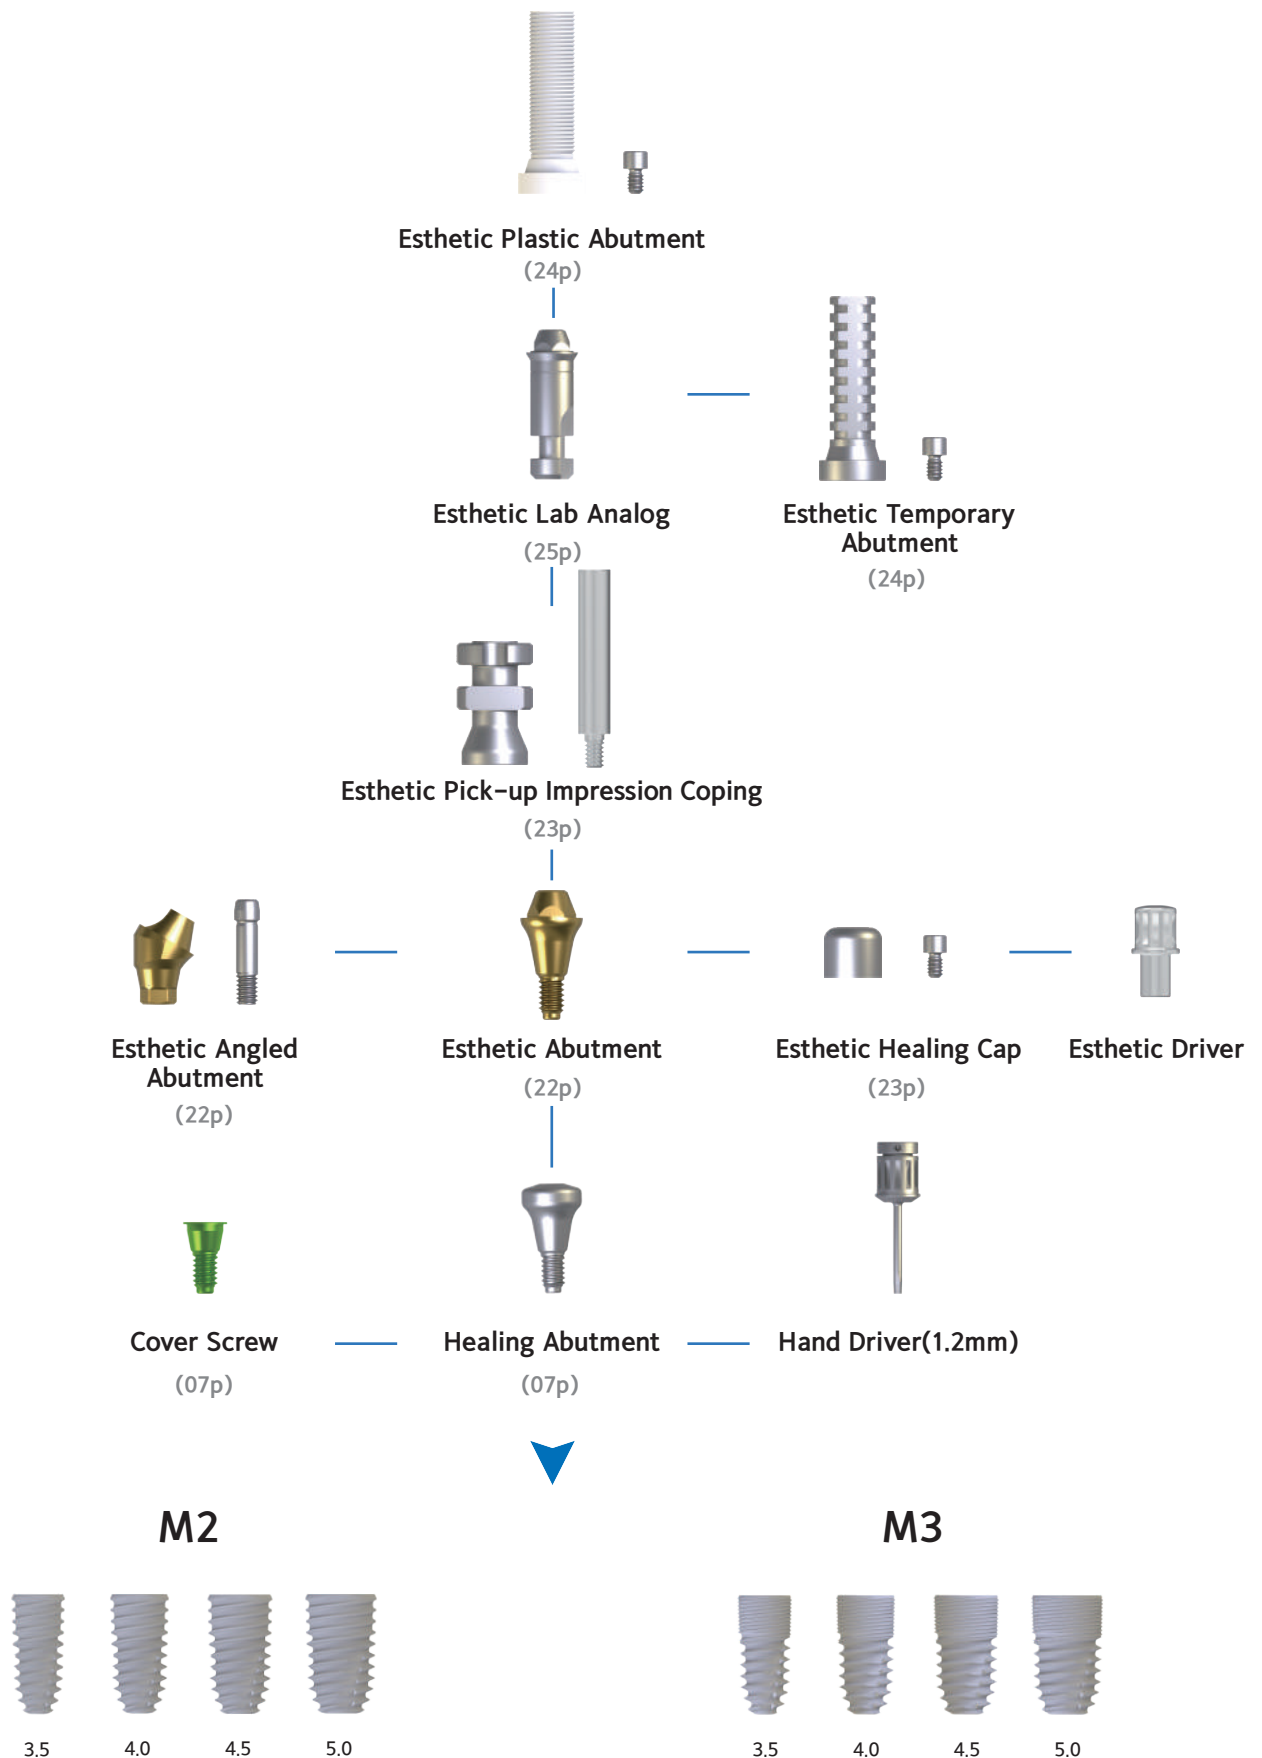 Esthetic Plastic Abutment
(24p)
Esthetic Lab Analog
(25p)
Esthetic Temporary
Abutment
(24p)
Esthetic Pick-up Impression Coping
(23p)
Esthetic Angled
Abutment
(22p)
Esthetic Abutment
(22p)
Esthetic Healing Cap
(23p)
Esthetic Driver
Cover Screw
(07p)
Healing Abutment
(07p)
Hand Driver(1.2mm)
M2
3.5 4.0 4.5 5.0
M3
3.5 4.0 4.5 5.0